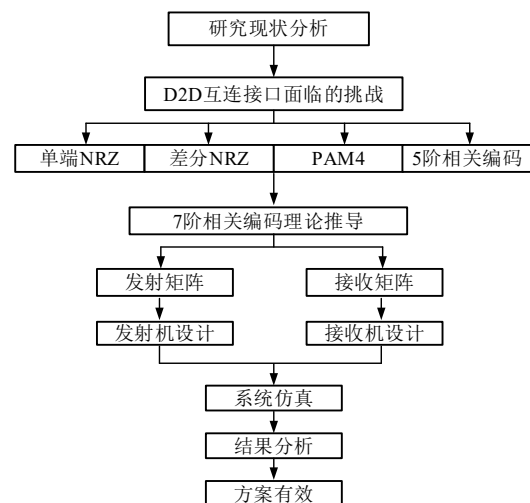 研究现状分析
D2D互连接口面临的挑战
单端NRZ 差分NRZ PAM4 5阶相关编码
7阶相关编码理论推导
发射矩阵 接收矩阵
发射机设计 接收机设计
系统仿真
结果分析
方案有效